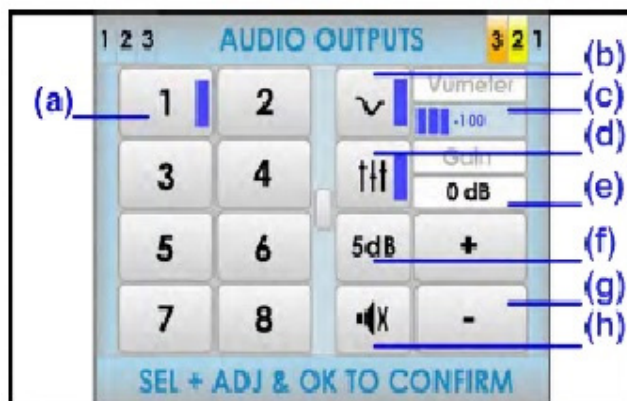 1 2 3 AUDIO OUTPUTS 3 2 1
(a) 1 2 (b)
Vumeter (c)
-100
3 4 (d)
Gain
0 dB (e)
5 6 5dB + (f)
7 8 - (g)
(h)
SEL + ADJ & OK TO CONFIRM